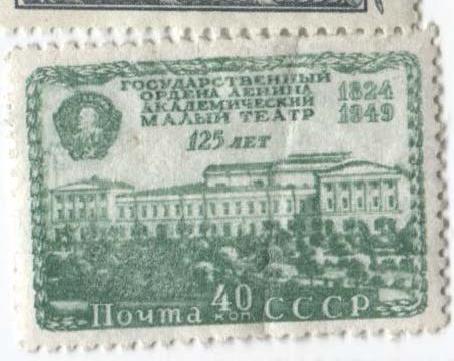 ГОСУДАРСТВЕННЫЙ
ОРДЕНА ЛЕНИНА
АКАДЕМИЧЕСКИЙ
МАЛЫЙ ТЕАТР
1824
1949
125 ЛЕТ
Почта 40 КОП СССР